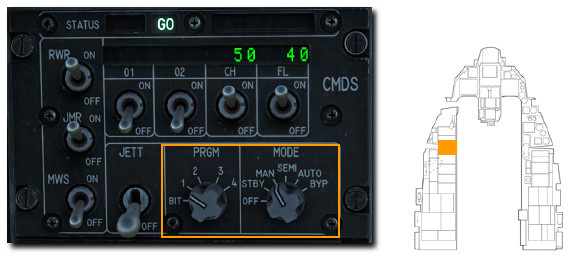 STATUS GO
RWR ON OFF
50 40
01 02 CH FL
ON ON ON ON
OFF OFF OFF OFF
CMDS
JMR ON OFF
MWS ON OFF
JETT ON OFF
PRGM
BIT 1 2 3 4
MODE
OFF STBY MAN SEMI AUTO BYP